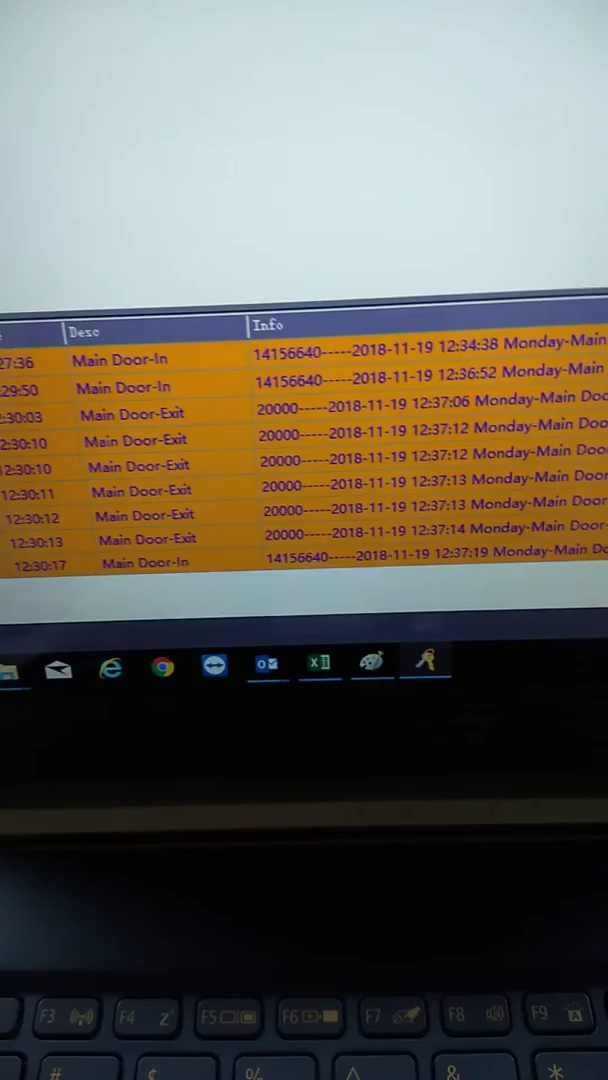 Desc Info
27:36 Main Door-In 14156640-----2018-11-19 12:34:38 Monday-Main
:29:50 Main Door-In 14156640-----2018-11-19 12:36:52 Monday-Main
2:30:03 Main Door-Exit 20000-----2018-11-19 12:37:06 Monday-Main Doo
2:30:10 Main Door-Exit 20000-----2018-11-19 12:37:12 Monday-Main Doo
12:30:10 Main Door-Exit 20000-----2018-11-19 12:37:12 Monday-Main Doo
12:30:11 Main Door-Exit 20000-----2018-11-19 12:37:13 Monday-Main Doo
12:30:12 Main Door-Exit 20000-----2018-11-19 12:37:13 Monday-Main Doo
12:30:13 Main Door-Exit 20000-----2018-11-19 12:37:14 Monday-Main Door-
12:30:17 Main Door-In 14156640-----2018-11-19 12:37:19 Monday-Main Do
F3 F4 Z F5 F6 F7 F8 F9 A
# $ % ^ & *